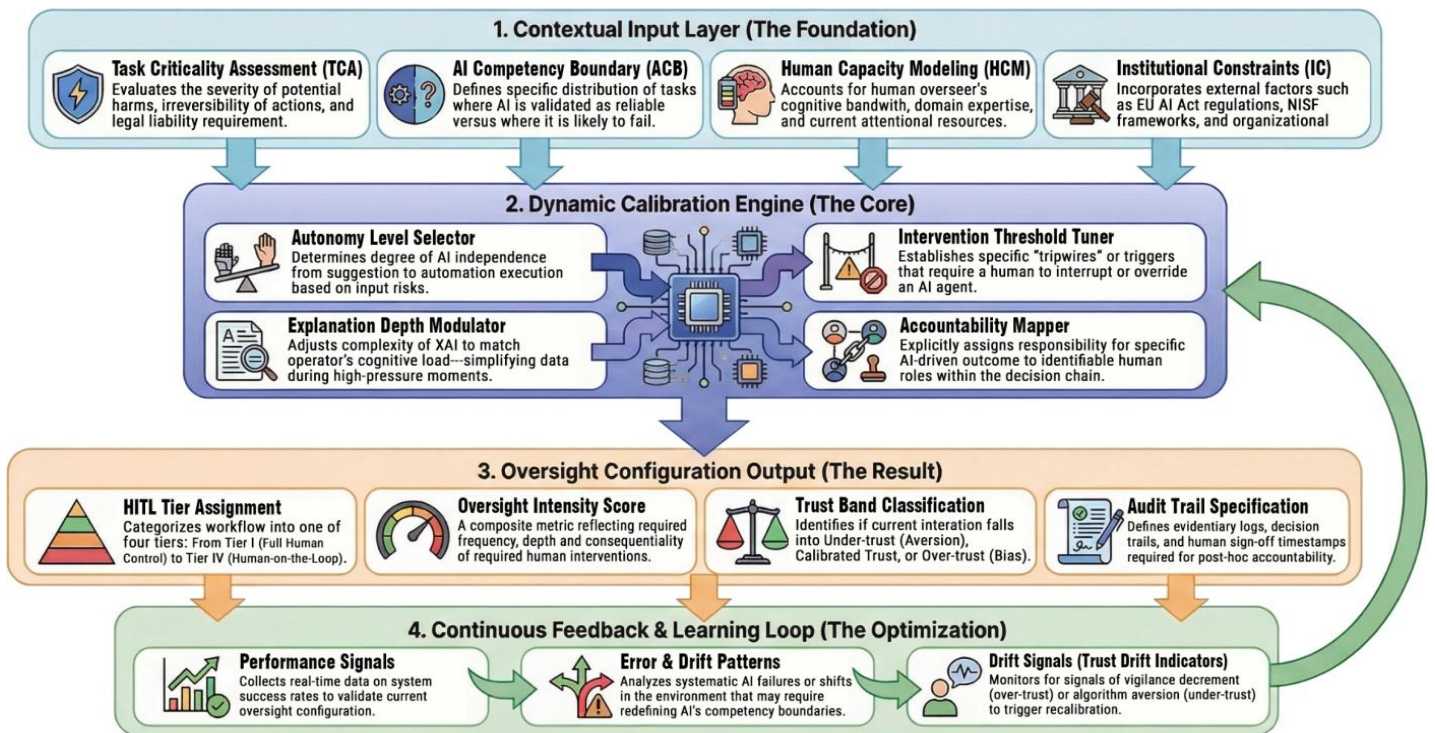 1. Contextual Input Layer (The Foundation)
Task Criticality Assessment (TCA)
Evaluates the severity of potential
harms, irreversibility of actions, and
legal liability requirement.
AI Competency Boundary (ACB)
Defines specific distribution of tasks
where AI is validated as reliable
versus where it is likely to fail.
Human Capacity Modeling (HCM)
Accounts for human overseer's
cognitive bandwith, domain expertise,
and current attentional resources.
Institutional Constraints (IC)
Incorporates external factors such
as EU AI Act regulations, NISF
frameworks, and organizational
2. Dynamic Calibration Engine (The Core)
Autonomy Level Selector
Determines degree of AI independence
from suggestion to automation execution
based on input risks.
Intervention Threshold Tuner
Establishes specific "tripwires" or triggers
that require a human to interrupt or override
an AI agent.
Explanation Depth Modulator
Adjusts complexity of XAI to match
operator's cognitive load---simplifying data
during high-pressure moments.
Accountability Mapper
Explicitly assigns responsibility for specific
AI-driven outcome to identifiable human
roles within the decision chain.
3. Oversight Configuration Output (The Result)
HITL Tier Assignment
Categorizes workflow into one of
four tiers: From Tier I (Full Human
Control) to Tier IV (Human-on-the-Loop).
Oversight Intensity Score
A composite metric reflecting required
frequency, depth and consequentiality
of required human interventions.
Trust Band Classification
Identifies if current interation falls
into Under-trust (Aversion),
Calibrated Trust, or Over-trust (Bias).
Audit Trail Specification
Defines evidentiary logs, decision
trails, and human sign-off timestamps
required for post-hoc accountability.
4. Continuous Feedback & Learning Loop (The Optimization)
Performance Signals
Collects real-time data on system
success rates to validate current
oversight configuration.
Error & Drift Patterns
Analyzes systematic AI failures or shifts
in the environment that may require
redefining AI's competency boundaries.
Drift Signals (Trust Drift Indicators)
Monitors for signals of vigilance decrement
(over-trust) or algorithm aversion (under-trust)
to trigger recalibration.